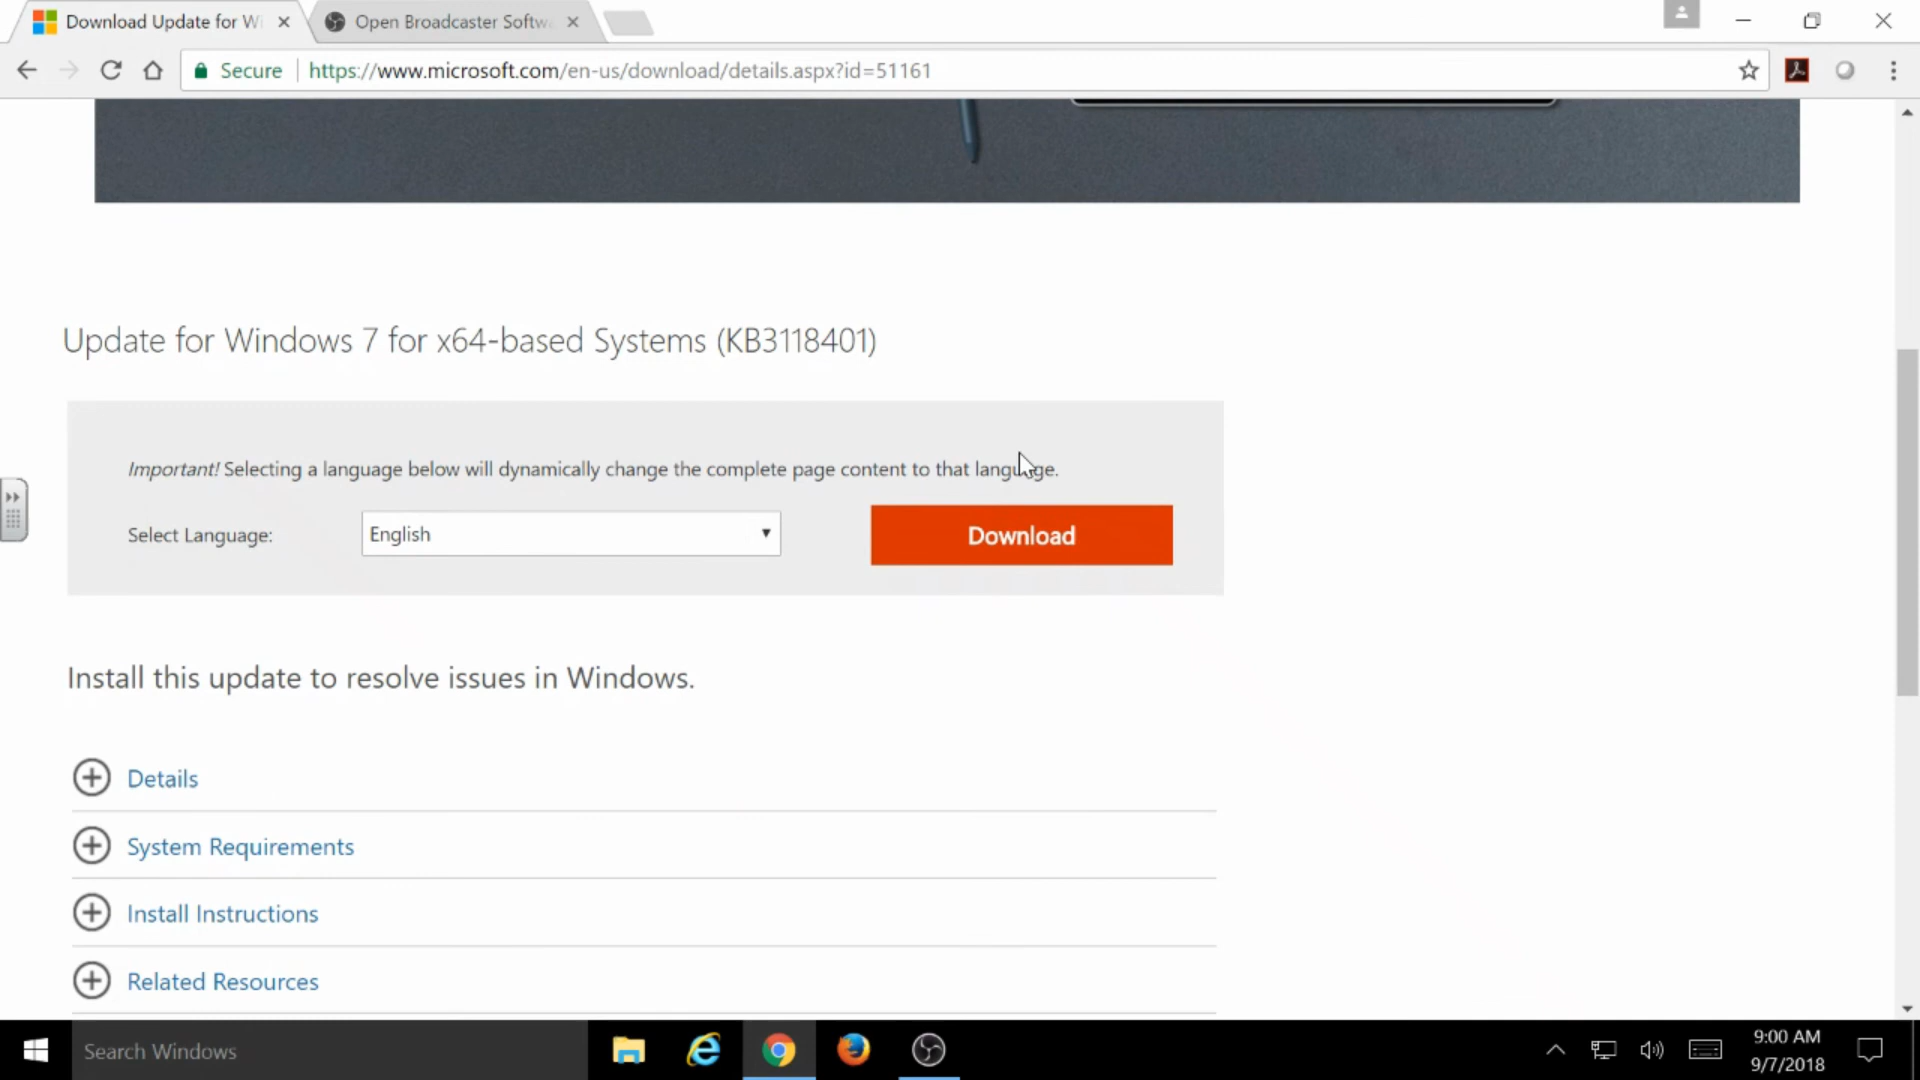 Download Update for Wi
Open Broadcaster Softw
Secure
https://www.microsoft.com/en-us/download/details.aspx?id=51161
Update for Windows 7 for x64-based Systems (KB3118401)
Important! Selecting a language below will dynamically change the complete page content to that language.
Select Language:
English
Download
Install this update to resolve issues in Windows.
Details
System Requirements
Install Instructions
Related Resources
Search Windows
9:00 AM
9/7/2018